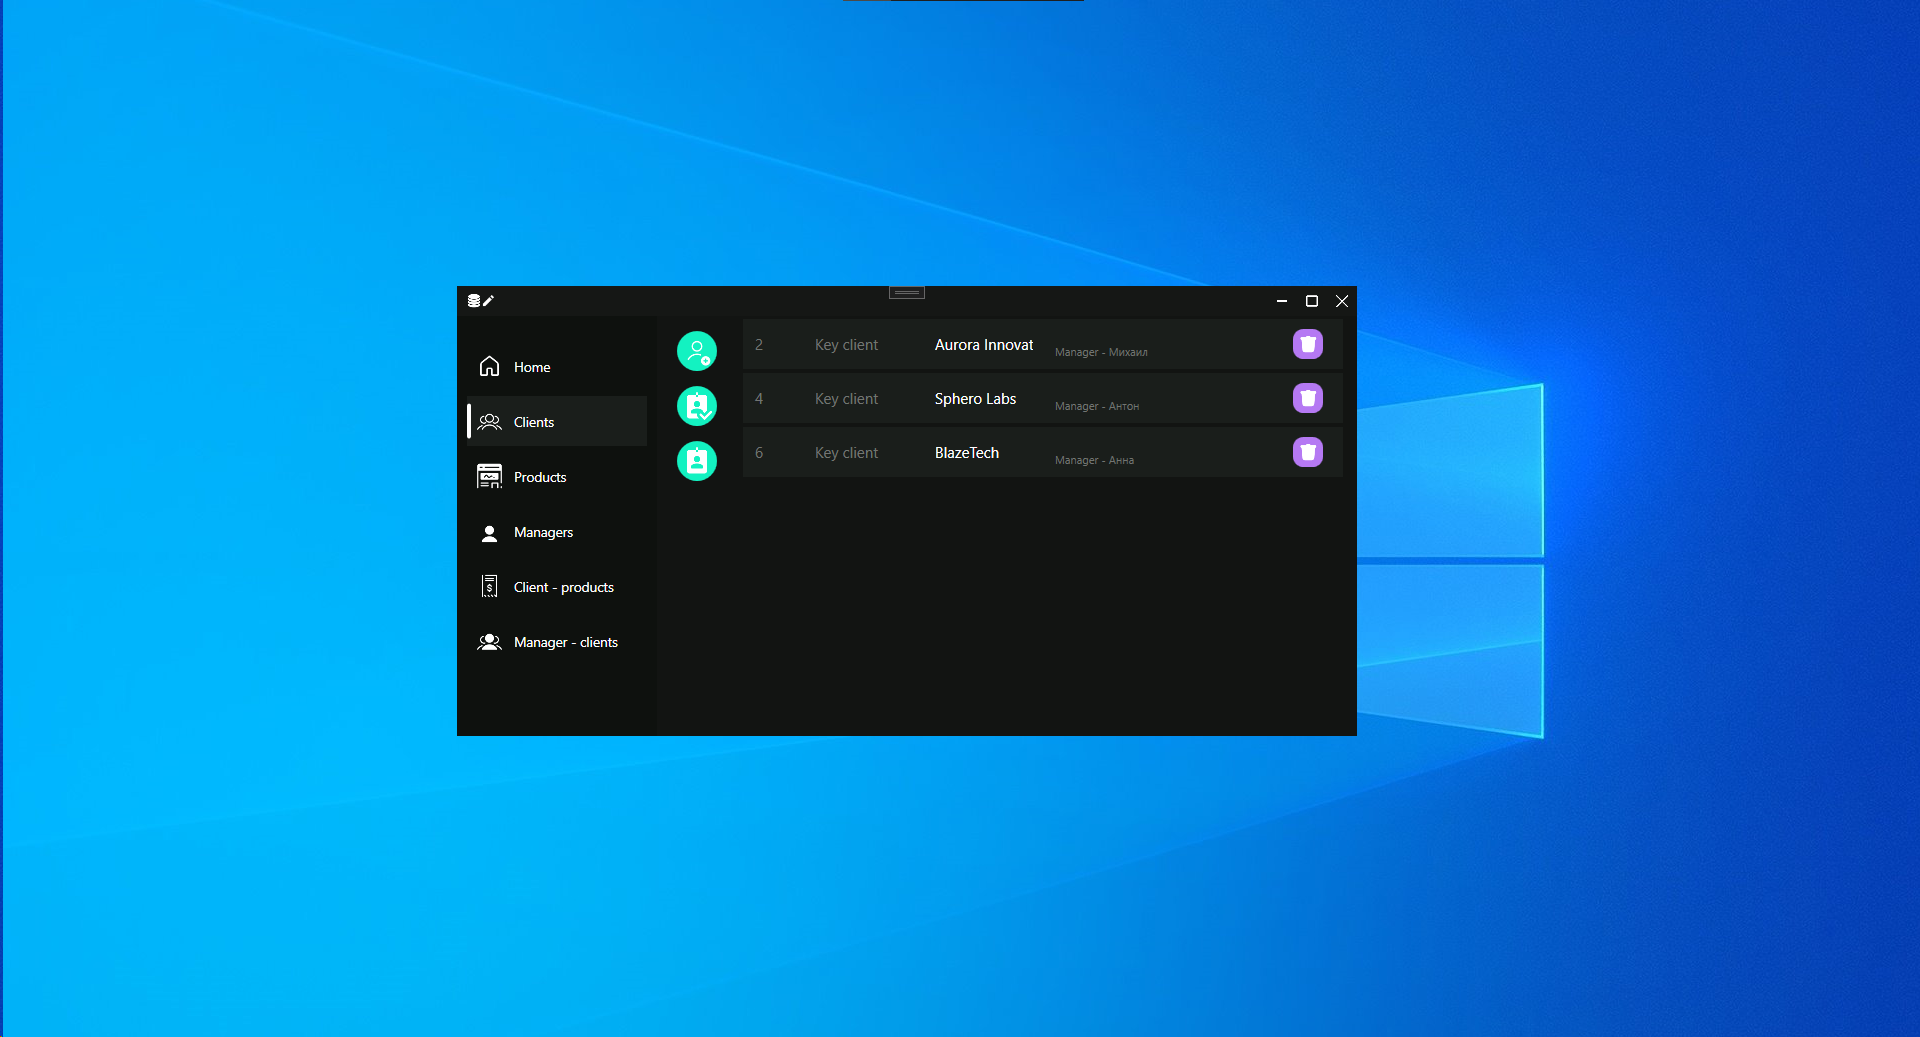 Home
Clients
Products
Managers
Client - products
Manager - clients
2 Key client Aurora Innovat Manager - Михаил
4 Key client Sphero Labs Manager - Антон
6 Key client BlazeTech Manager - Анна